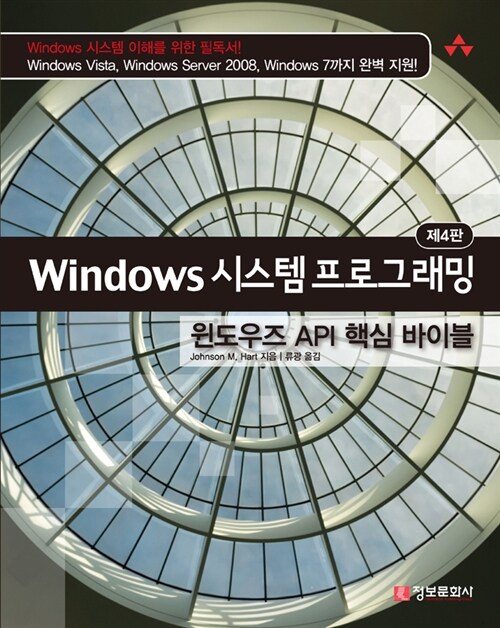 Windows 시스템 이해를 위한 필독서!
Windows Vista, Windows Server 2008, Windows 7까지 완벽 지원!
제4판
Windows 시스템 프로그래밍
윈도우즈 API 핵심 바이블
Johnson M. Hart 지음 | 류광 옮김
정보문화사